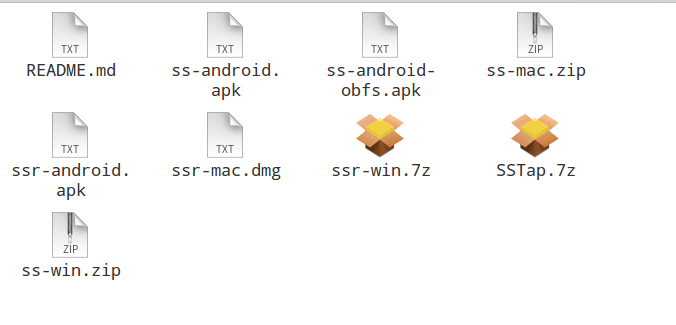 TXT
TXT
TXT
ZIP
README.md
ss-android.
apk
ss-android-
obfs.apk
ss-mac.zip
TXT
TXT
ssr-android.
apk
ssr-mac.dmg
ssr-win.7z
SSTap.7z
ZIP
ss-win.zip